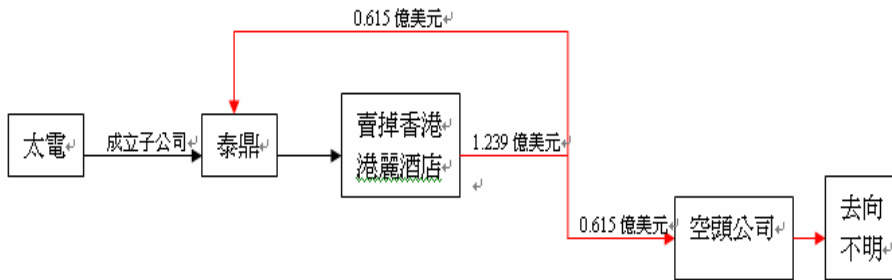 0.615 億美元
太電
成立子公司
泰鼎
賣掉香港
港麗酒店
1.239 億美元
0.615 億美元
空頭公司
去向
不明